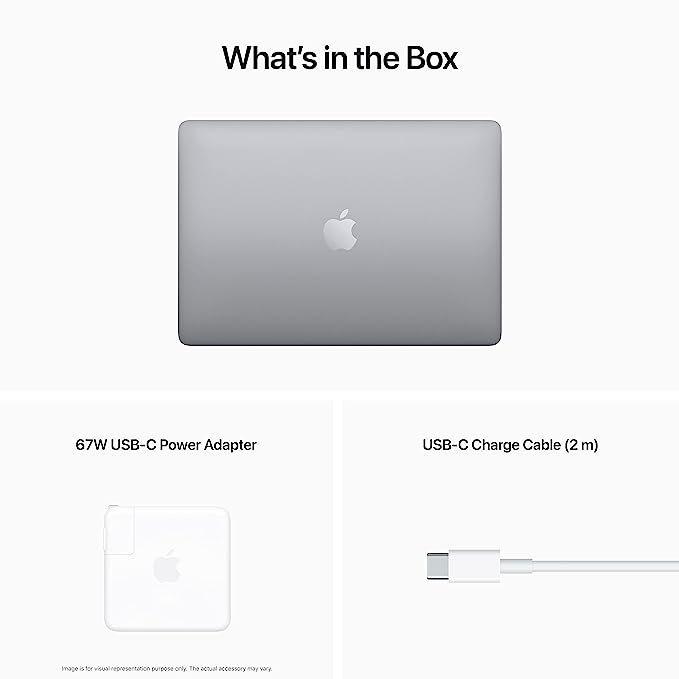 What’s in the Box
67W USB-C Power Adapter
USB-C Charge Cable (2 m)
Image is for visual representation purpose only. The actual accessory may vary.